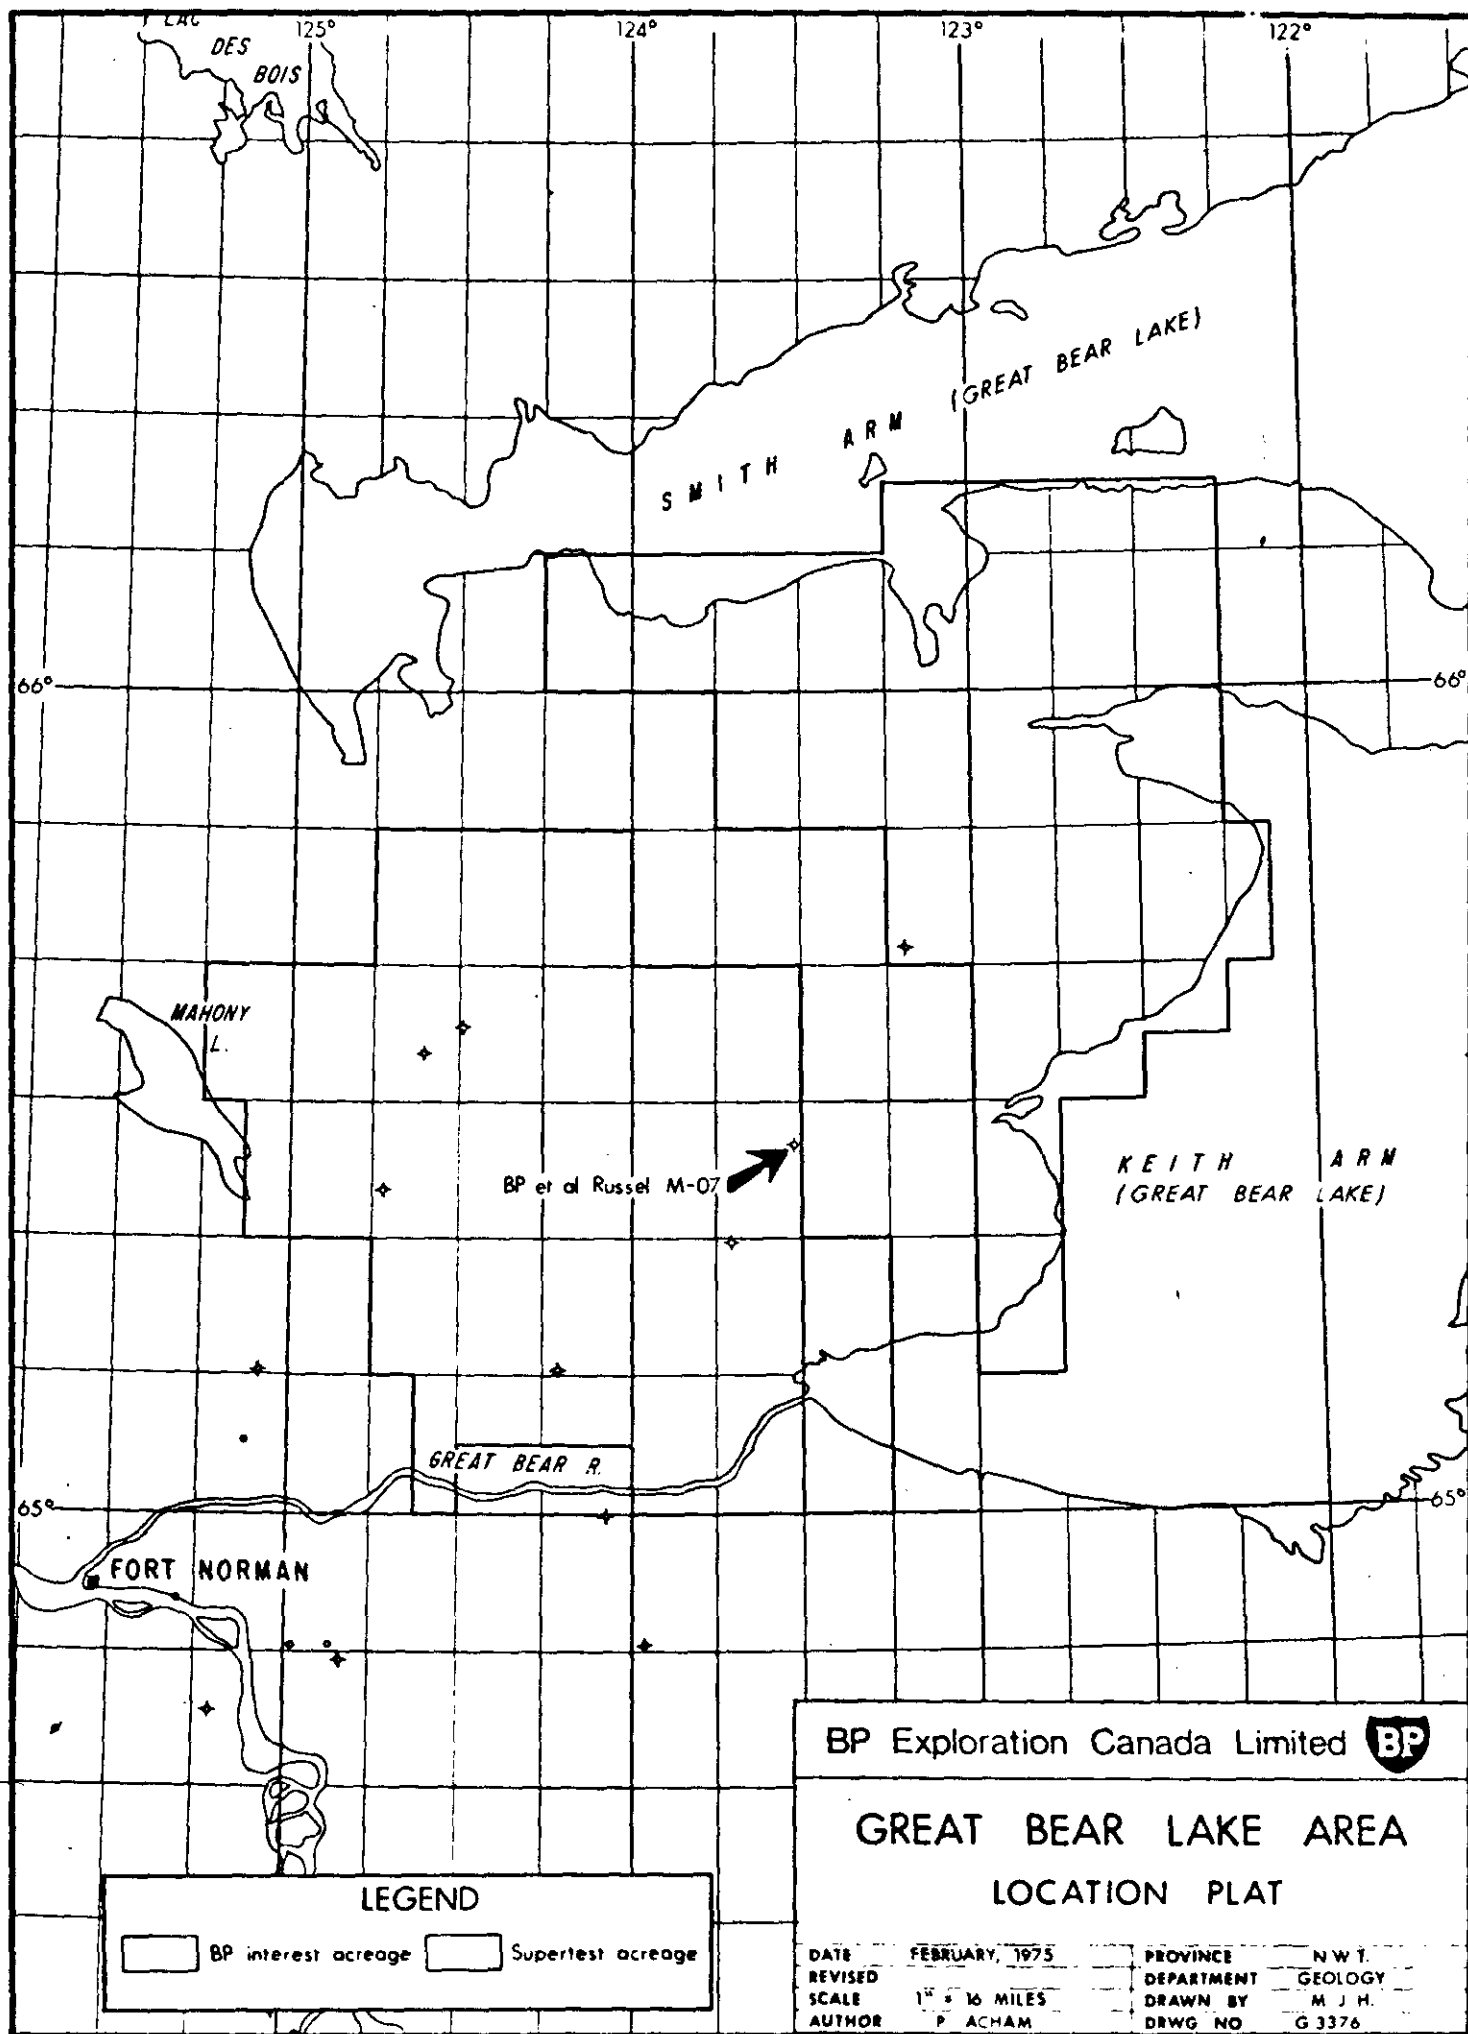 LAC
DES
BOIS
125°
124°
123°
122°
SMITH ARM (GREAT BEAR LAKE)
66°
66°
MAHONY
L.
BP et al Russel M-07
KEITH ARM
(GREAT BEAR LAKE)
GREAT BEAR R.
65°
65°
FORT NORMAN
BP Exploration Canada Limited BP
GREAT BEAR LAKE AREA
LOCATION PLAT
LEGEND
BP interest acreage Supertest acreage
DATE FEBRUARY, 1975 PROVINCE N W T.
REVISED DEPARTMENT GEOLOGY
SCALE 1" = 16 MILES DRAWN BY M J H.
AUTHOR P ACHAM DRWG NO G 3376